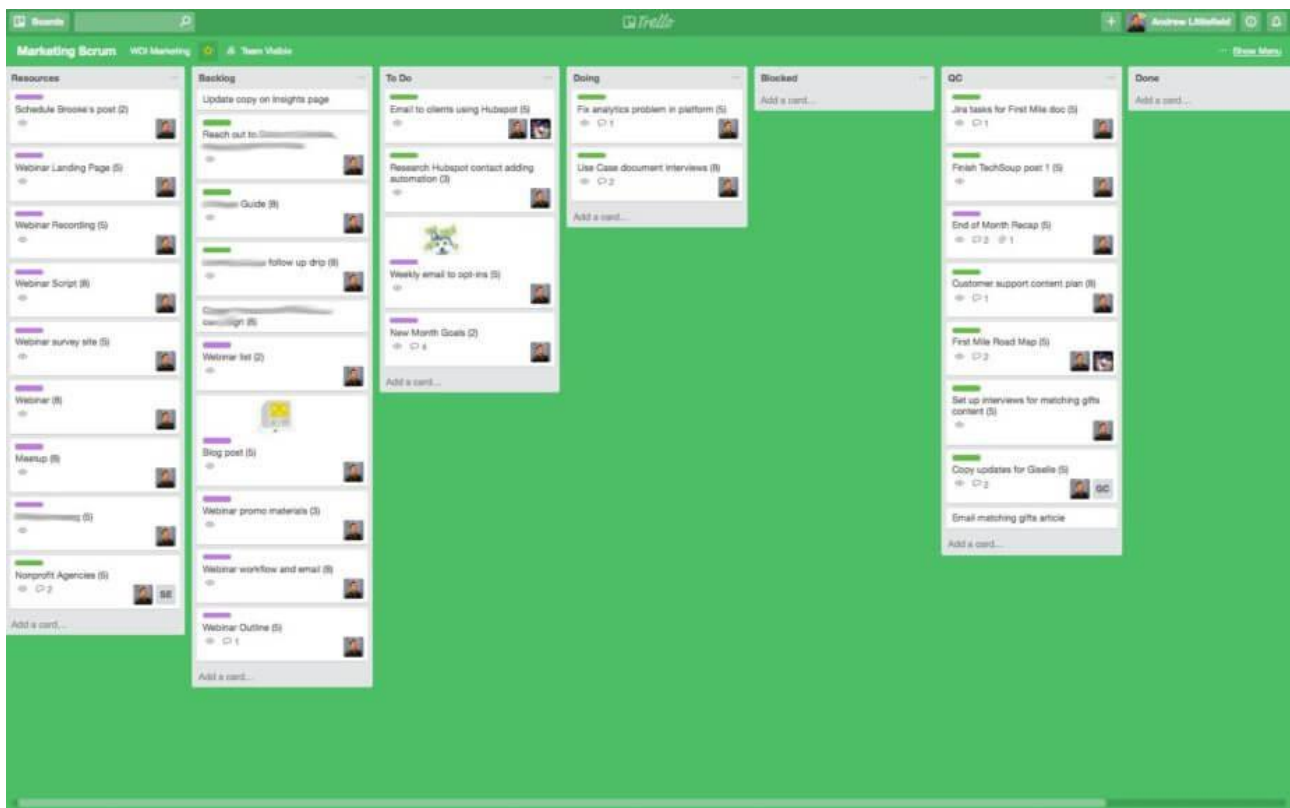 Boards
Trello
+
Andrew Littlefield
Marketing Scrum WDI Marketing
Team Visible
Show Menu
Resources
Schedule Brooke's post (2)
Webinar Landing Page (5)
Webinar Recording (5)
Webinar Script (8)
Webinar survey site (5)
Webinar (8)
Meetup (8)
(5)
Nonprofit Agencies (5)
2
SE
Add a card...
Backlog
Update copy on Insights page
Reach out to
Guide (8)
follow up drip (8)
Webinar list (2)
Blog post (5)
Webinar promo materials (3)
Webinar workflow and email (8)
Webinar Outline (5)
1
Add a card...
To Do
Email to clients using Hubspot (5)
Research Hubspot contact adding
automation (3)
Weekly email to opt-ins (5)
New Month Goals (2)
4
Add a card...
Doing
Fix analytics problem in platform (5)
1
Use Case document interviews (8)
2
Add a card...
Blocked
Add a card...
QC
Jira tasks for First Mile doc (5)
1
Finish TechSoup post 1 (5)
End of Month Recap (5)
2 1
Customer support content plan (8)
1
First Mile Road Map (5)
2
Set up interviews for matching gifts
content (5)
Copy updates for Giselle (5)
2
GC
Email matching gifts article
Add a card...
Done
Add a card...